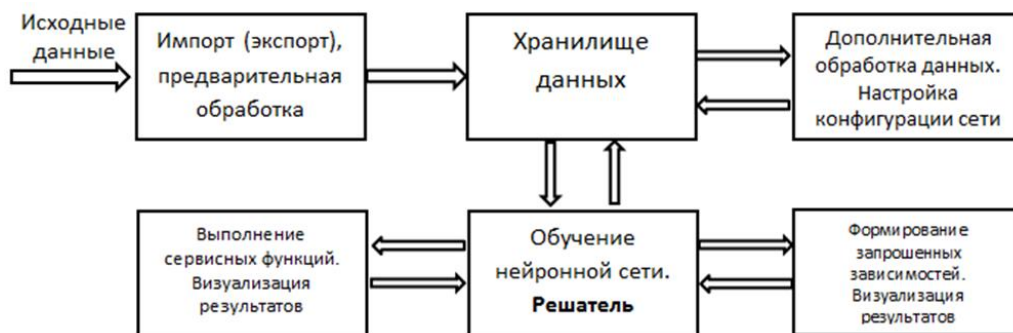 Исходные
данные
Импорт (экспорт),
предварительная
обработка
Хранилище
данных
Дополнительная
обработка данных.
Настройка
конфигурации сети
Выполнение
сервисных функций.
Визуализация
результатов
Обучение
нейронной сети.
Решатель
Формирование
запрошенных
зависимостей.
Визуализация
результатов